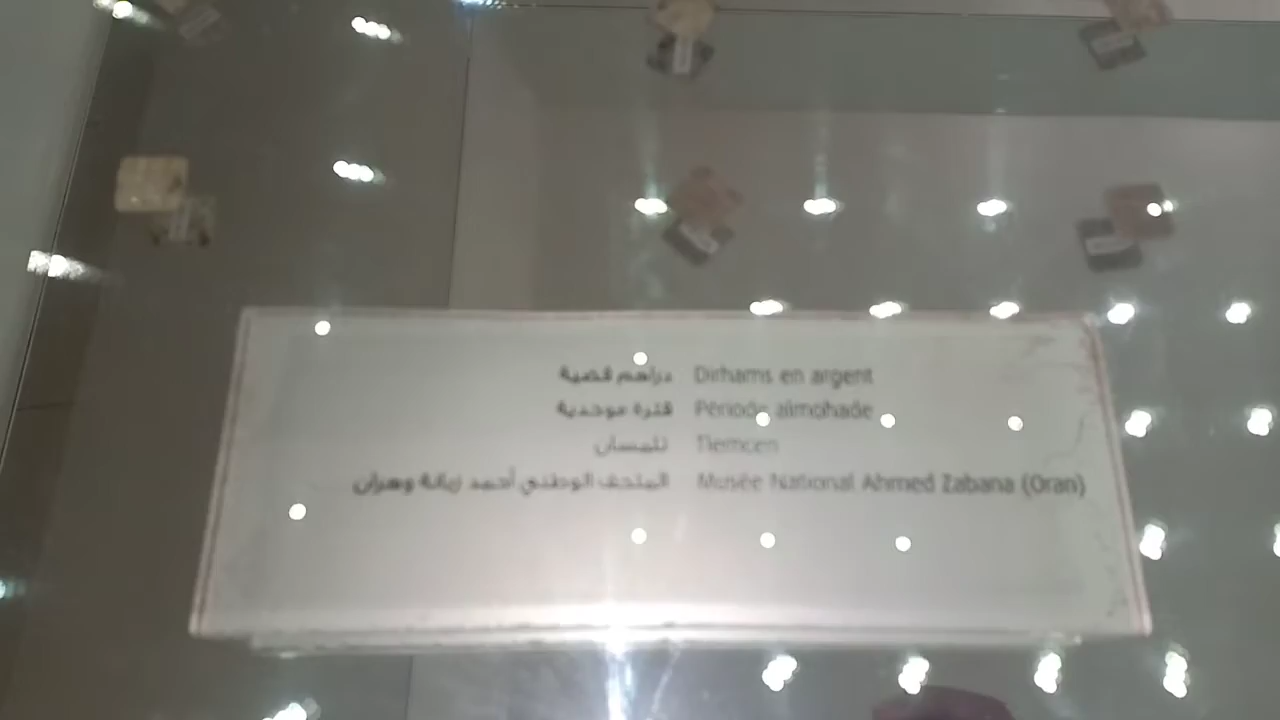 دراهم فضية Dirhams en argent
فترة موحدية Période almohade
تلمسان Tlemcen
المتحف الوطني أحمد زبانة وهران Musée National Ahmed Zabana (Oran)